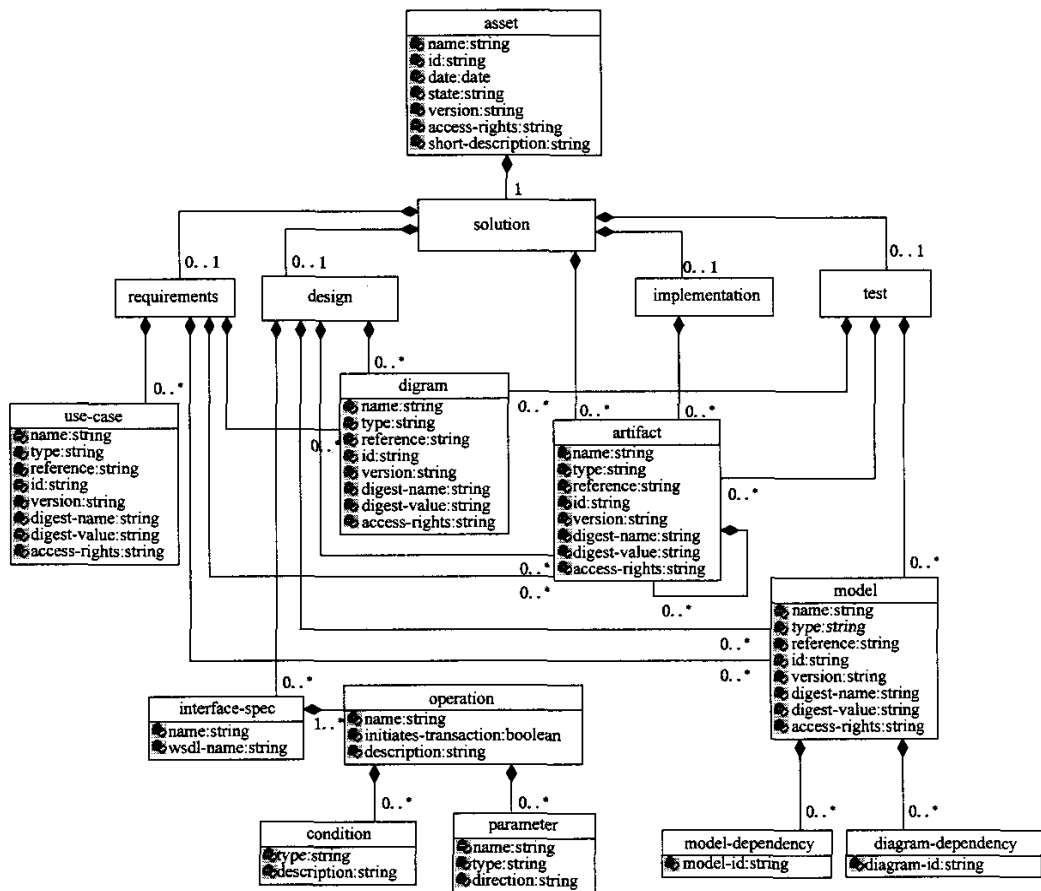 asset
name:string
id:string
date:date
state:string
version:string
access-rights:string
short-description:string
1
solution
0..1
0..1
0..1
0..1
requirements
design
implementation
test
0..*
use-case
name:string
type:string
reference:string
id:string
version:string
digest-name:string
digest-value:string
access-rights:string
0..*
0..*
digram
name:string
type:string
reference:string
id:string
version:string
digest-name:string
digest-value:string
access-rights:string
0..*
0..*
0..*
artifact
name:string
type:string
reference:string
id:string
version:string
digest-name:string
digest-value:string
access-rights:string
0..*
0..*
0..*
0..*
0..*
model
name:string
type:string
reference:string
id:string
version:string
digest-name:string
digest-value:string
access-rights:string
0..*
0..*
0..*
interface-spec
name:string
wsdl-name:string
1..*
operation
name:string
initiates-transaction:boolean
description:string
0..*
0..*
condition
type:string
description:string
parameter
name:string
type:string
direction:string
0..*
0..*
model-dependency
model-id:string
diagram-dependency
diagram-id:string